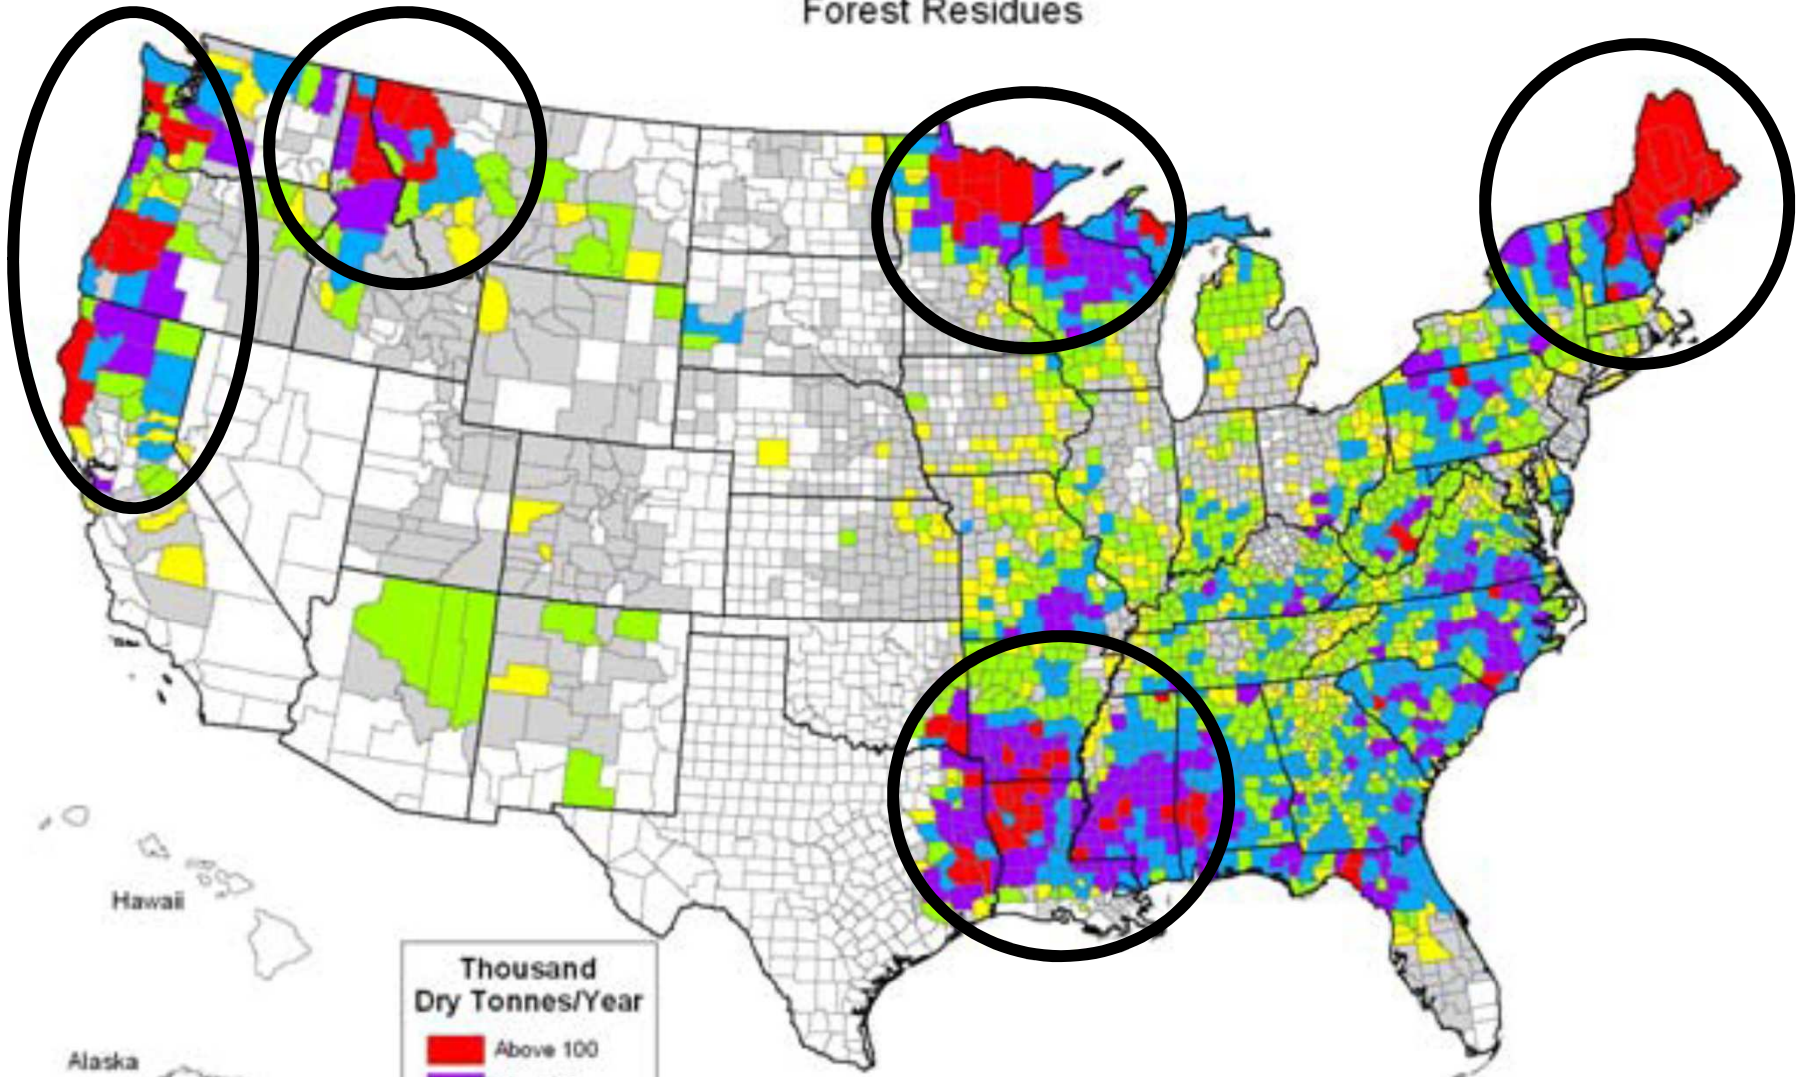 Forest Residues
Hawaii
Thousand
Dry Tonnes/Year
Above 100
Alaska